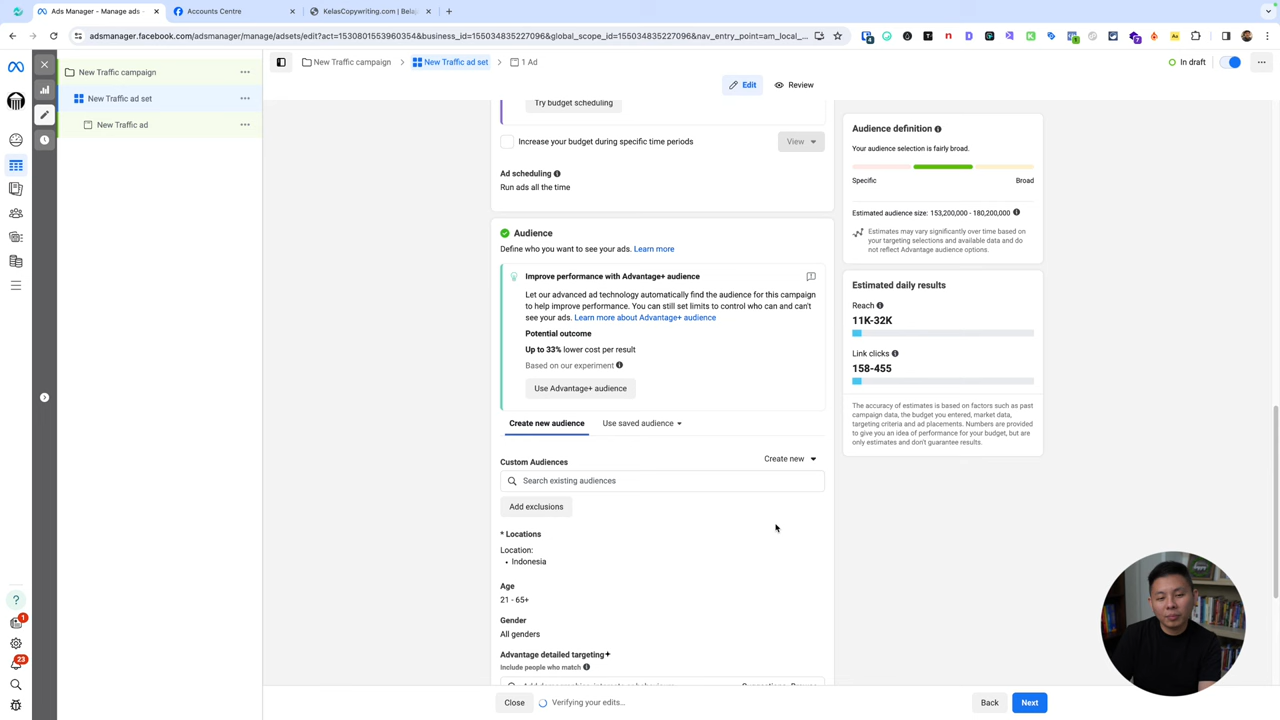 Ads Manager - Manage ads -
Accounts Centre
KelasCopywriting.com | Bela
adsmanager.facebook.com/adsmanager/manage/adsets/edit?act=1530801553960354&business_id=155034835227096&global_scope_id=155034835227096&nav_entry_point=am_local_...
New Traffic campaign
New Traffic ad set
New Traffic ad
New Traffic campaign
New Traffic ad set
1 Ad
In draft
Edit
Review
Try budget scheduling
Increase your budget during specific time periods
View
Ad scheduling
Run ads all the time
Audience
Define who you want to see your ads. Learn more
Improve performance with Advantage+ audience
Let our advanced ad technology automatically find the audience for this campaign
to help improve performance. You can still set limits to control who can and can't
see your ads. Learn more about Advantage+ audience
Potential outcome
Up to 33% lower cost per result
Based on our experiment
Use Advantage+ audience
Create new audience
Use saved audience
Custom Audiences
Create new
Search existing audiences
Add exclusions
* Locations
Location:
• Indonesia
Age
21 - 65+
Gender
All genders
Advantage detailed targeting+
Include people who match
Close
Verifying your edits...
Back
Next
Audience definition
Your audience selection is fairly broad.
Specific
Broad
Estimated audience size: 153,200,000 - 180,200,000
Estimates may vary significantly over time based on
your targeting selections and available data and do
not reflect Advantage audience options.
Estimated daily results
Reach
11K-32K
Link clicks
158-455
The accuracy of estimates is based on factors such as past
campaign data, the budget you entered, market data,
targeting criteria and ad placements. Numbers are provided
to give you an idea of performance for your budget, but are
only estimates and don't guarantee results.
1
23